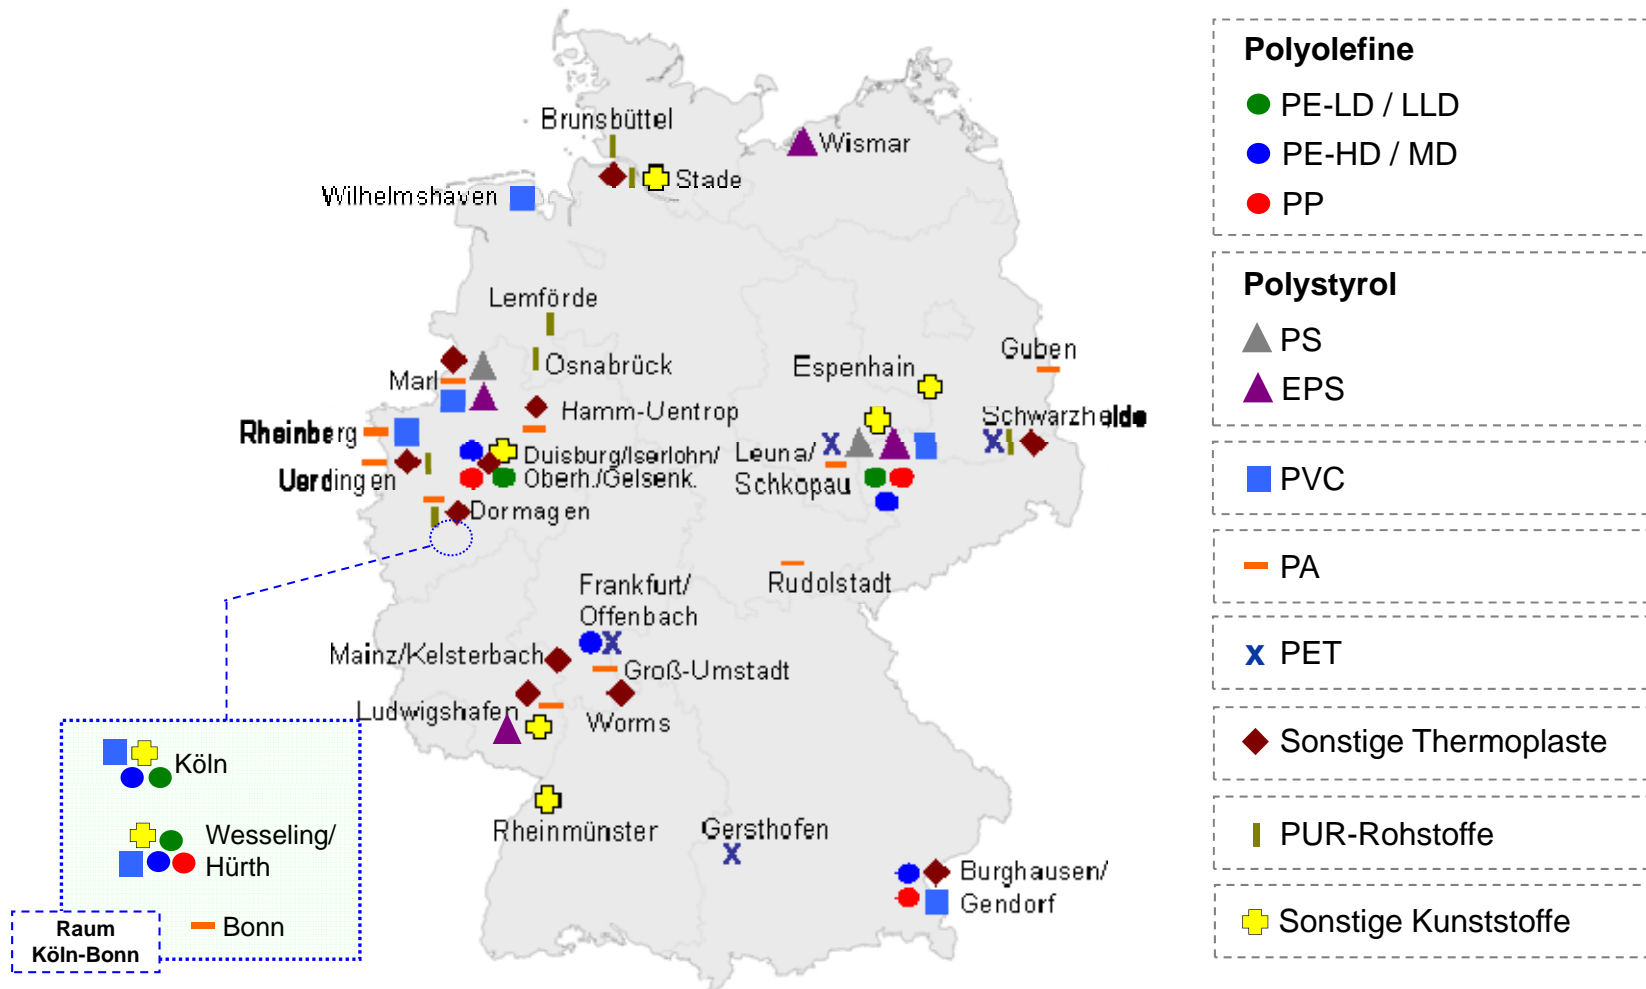 Brunsbüttel
Wismar
Stade
Wilhelmshaven
Lemförde
Osnabrück
Marl
Hamm-Uentrop
Rheinberg
Duisburg/Iserlohn/
Oberh./Gelsenk.
Uerdingen
Dormagen
Guben
Espenhain
Schwarzheide
Leuna/
Schkopau
Rudolstadt
Frankfurt/
Offenbach
Mainz/Kelsterbach
Groß-Umstadt
Ludwigshafen
Worms
Rheinmünster
Gersthofen
Burghausen/
Gendorf
Köln
Wesseling/
Hürth
Bonn
Raum
Köln-Bonn
Polyolefine
PE-LD / LLD
PE-HD / MD
PP
Polystyrol
PS
EPS
PVC
PA
x PET
Sonstige Thermoplaste
PUR-Rohstoffe
Sonstige Kunststoffe